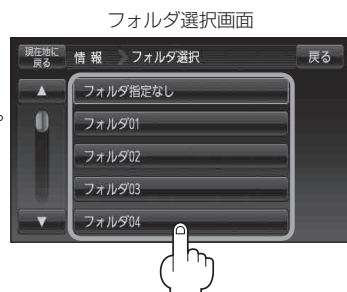 フォルダ選択画面
現在地に
戻る
情報 フォルダ選択
戻る
▲
フォルダ指定なし
。
フォルダ01
フォルダ02
フォルダ03
▼
フォルダ04